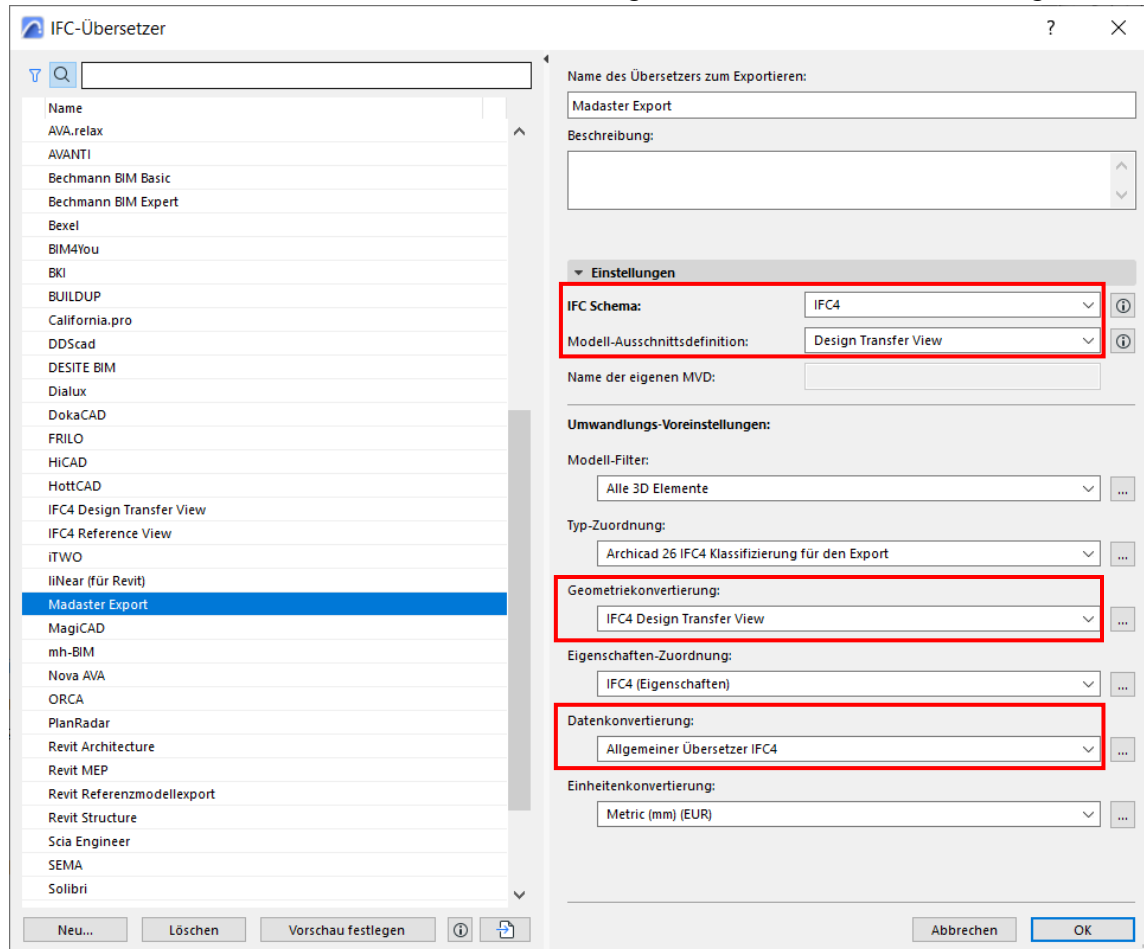 IFC-Übersetzer
?
Name
AVA.relax
AVANTI
Bechmann BIM Basic
Bechmann BIM Expert
Bexel
BIM4You
BKI
BUILDUP
California.pro
DDScad
DESITE BIM
Dialux
DokaCAD
FRILO
HiCAD
HottCAD
IFC4 Design Transfer View
IFC4 Reference View
iTWO
liNear (für Revit)
Madaster Export
MagiCAD
mh-BIM
Nova AVA
ORCA
PlanRadar
Revit Architecture
Revit MEP
Revit Referenzmodellexport
Revit Structure
Scia Engineer
SEMA
Solibri
Neu... Löschen Vorschau festlegen
Name des Übersetzers zum Exportieren:
Madaster Export
Beschreibung:
Einstellungen
IFC Schema: IFC4
Modell-Ausschnittsdefinition: Design Transfer View
Name der eigenen MVD:
Umwandlungs-Voreinstellungen:
Modell-Filter:
Alle 3D Elemente ...
Typ-Zuordnung:
Archicad 26 IFC4 Klassifizierung für den Export ...
Geometriekonvertierung:
IFC4 Design Transfer View ...
Eigenschaften-Zuordnung:
IFC4 (Eigenschaften) ...
Datenkonvertierung:
Allgemeiner Übersetzer IFC4 ...
Einheitenkonvertierung:
Metric (mm) (EUR) ...
Abbrechen OK